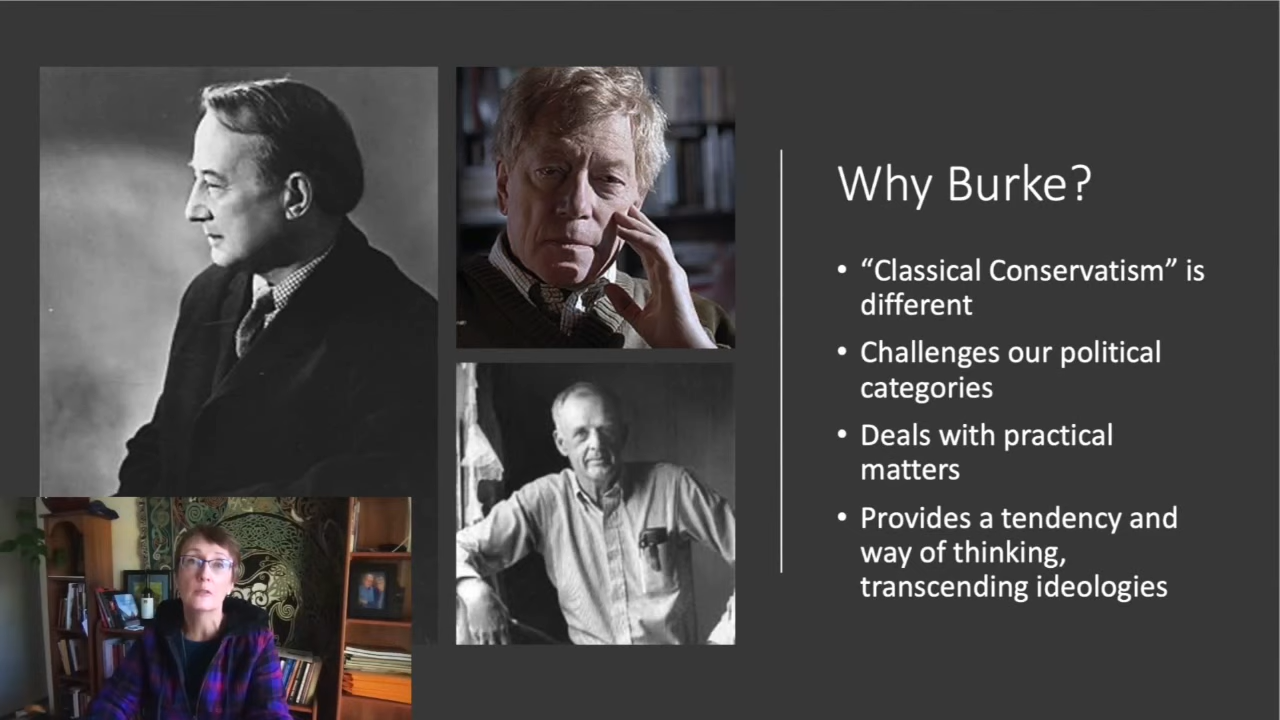 Why Burke?
• “Classical Conservatism” is
different
• Challenges our political
categories
• Deals with practical
matters
• Provides a tendency and
way of thinking,
transcending ideologies